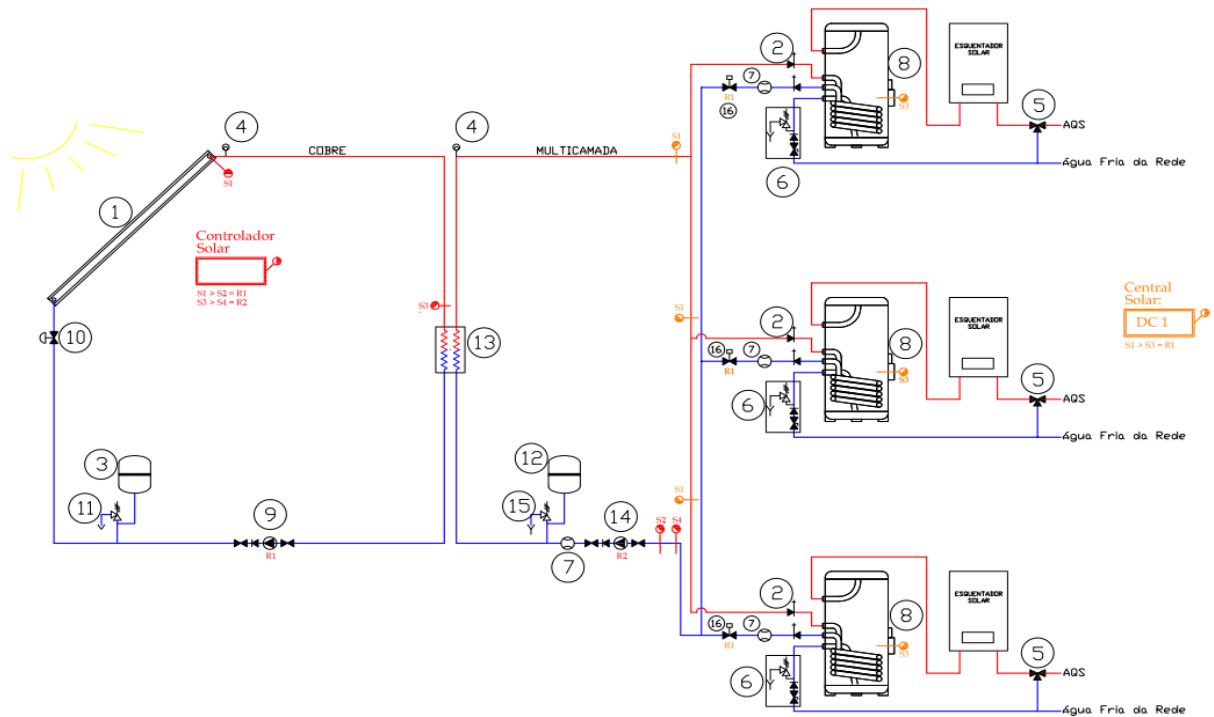 2
8
ESQUENTADOR
SOLAR
7
R1
16
S3
5
AQS
6
Água Fria da Rede
4
COBRE
S1
1
Controlador
Solar
S1 > S2 = R1
S3 > S4 = R2
4
MULTICAMADA
S1
S3
13
10
S1
2
8
ESQUENTADOR
SOLAR
16
7
R1
S3
5
AQS
6
Água Fria da Rede
Central
Solar:
DC 1
S1 > S3 = R1
3
11
9
R1
12
15
7
14
R2
S2
S4
S1
2
8
ESQUENTADOR
SOLAR
16
7
R1
S3
5
AQS
6
Água Fria da Rede